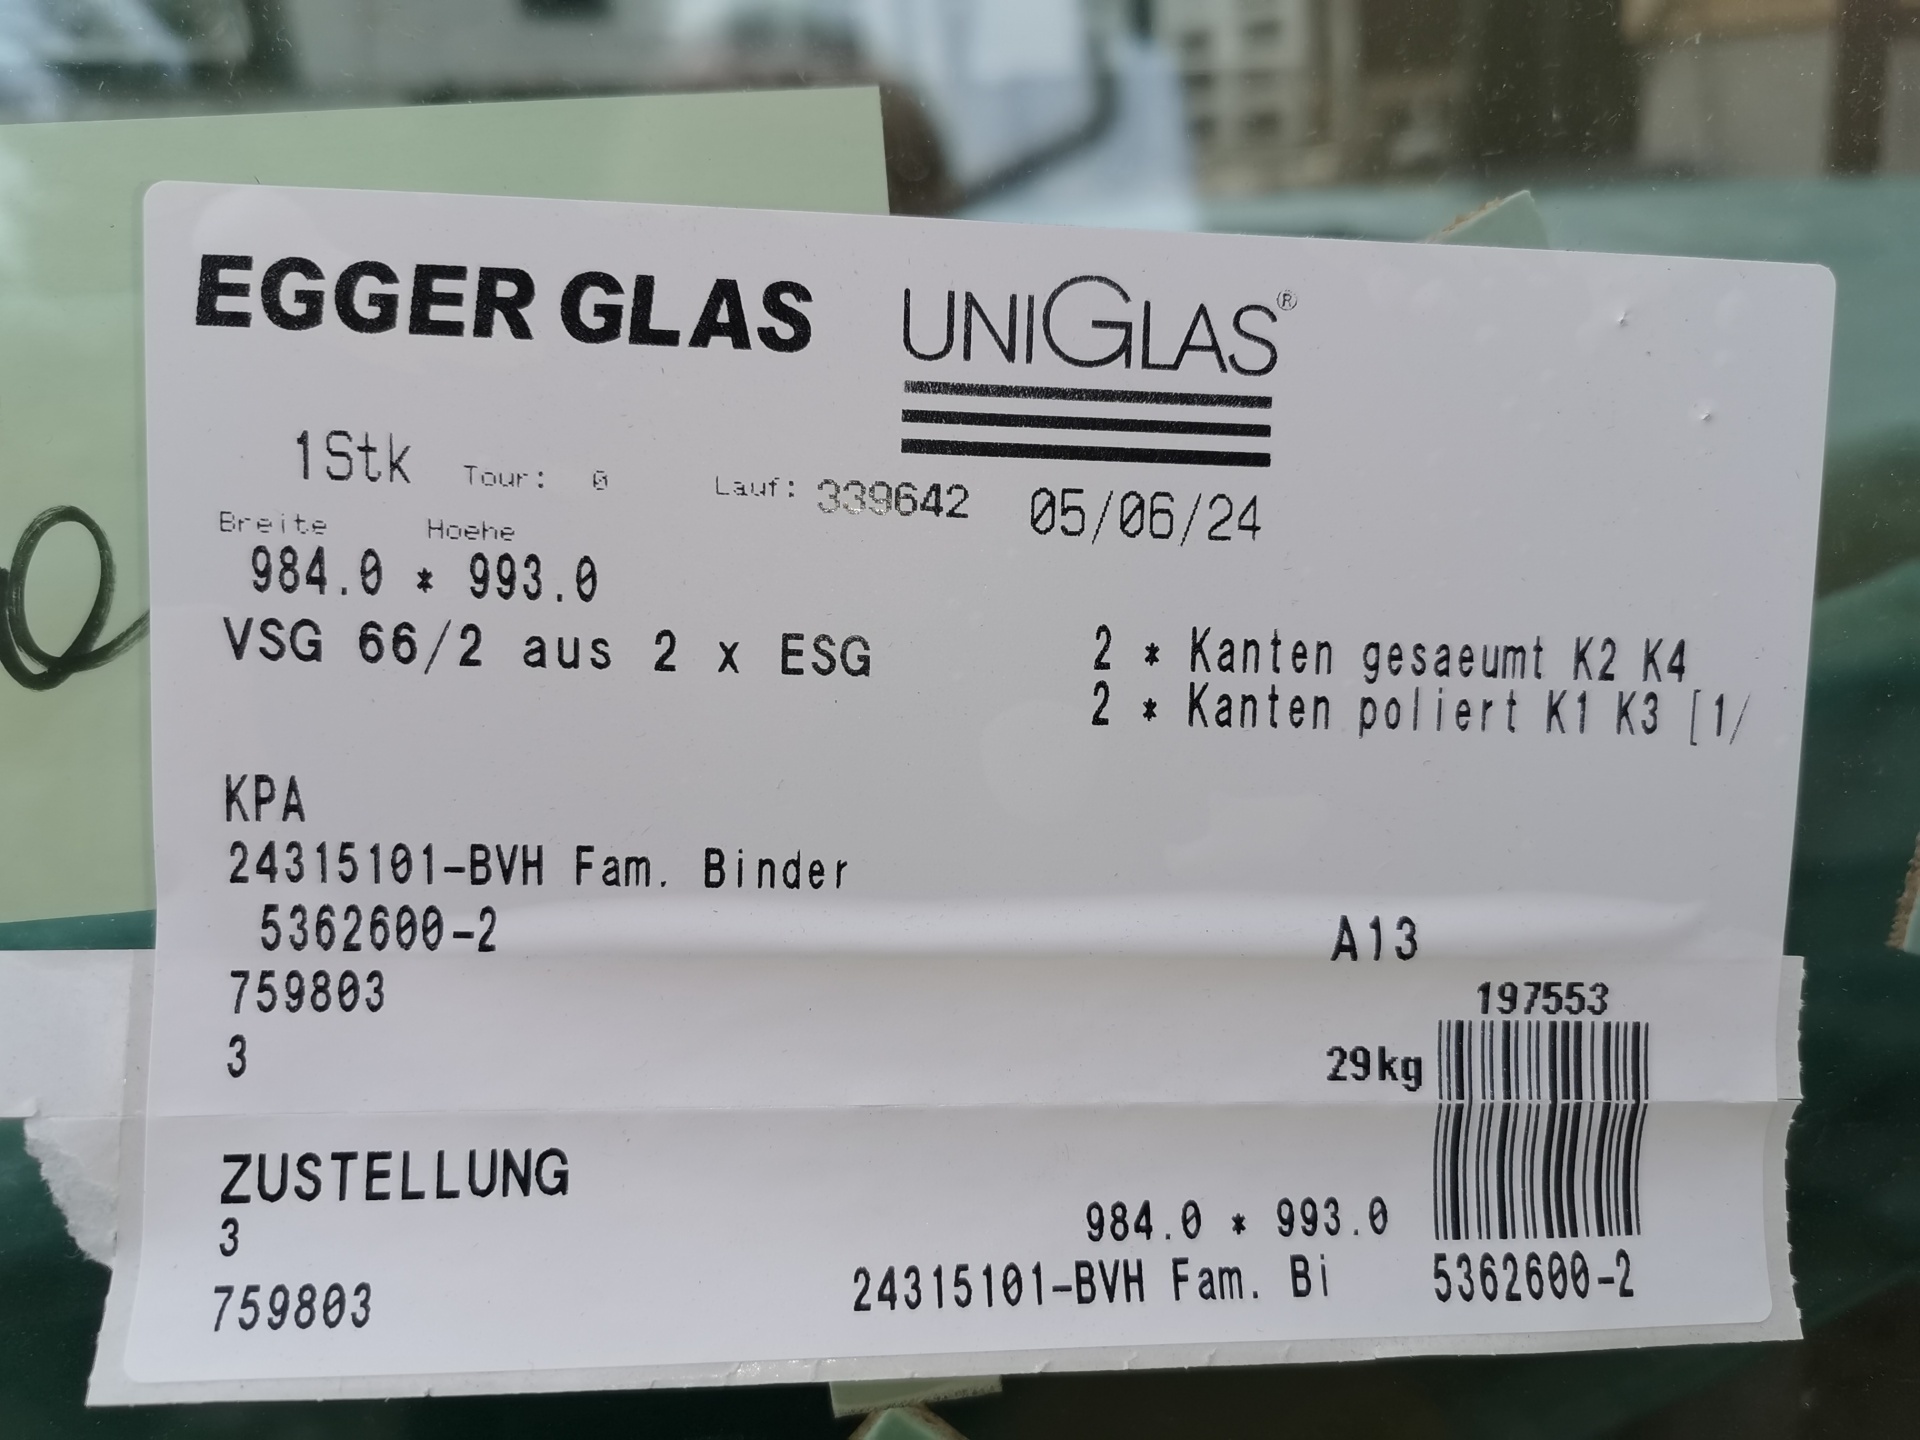 EGGER GLAS UNIGLAS®
1Stk Tour: 0 Lauf: 339642 05/06/24
Breite Hoehe
984.0 * 993.0
VSG 66/2 aus 2 x ESG 2 * Kanten gesaeumt K2 K4
2 * Kanten poliert K1 K3 [1/
KPA
24315101-BVH Fam. Binder
5362600-2 A13
759803 197553
3 29kg
ZUSTELLUNG
3 984.0 * 993.0
759803 24315101-BVH Fam. Bi 5362600-2